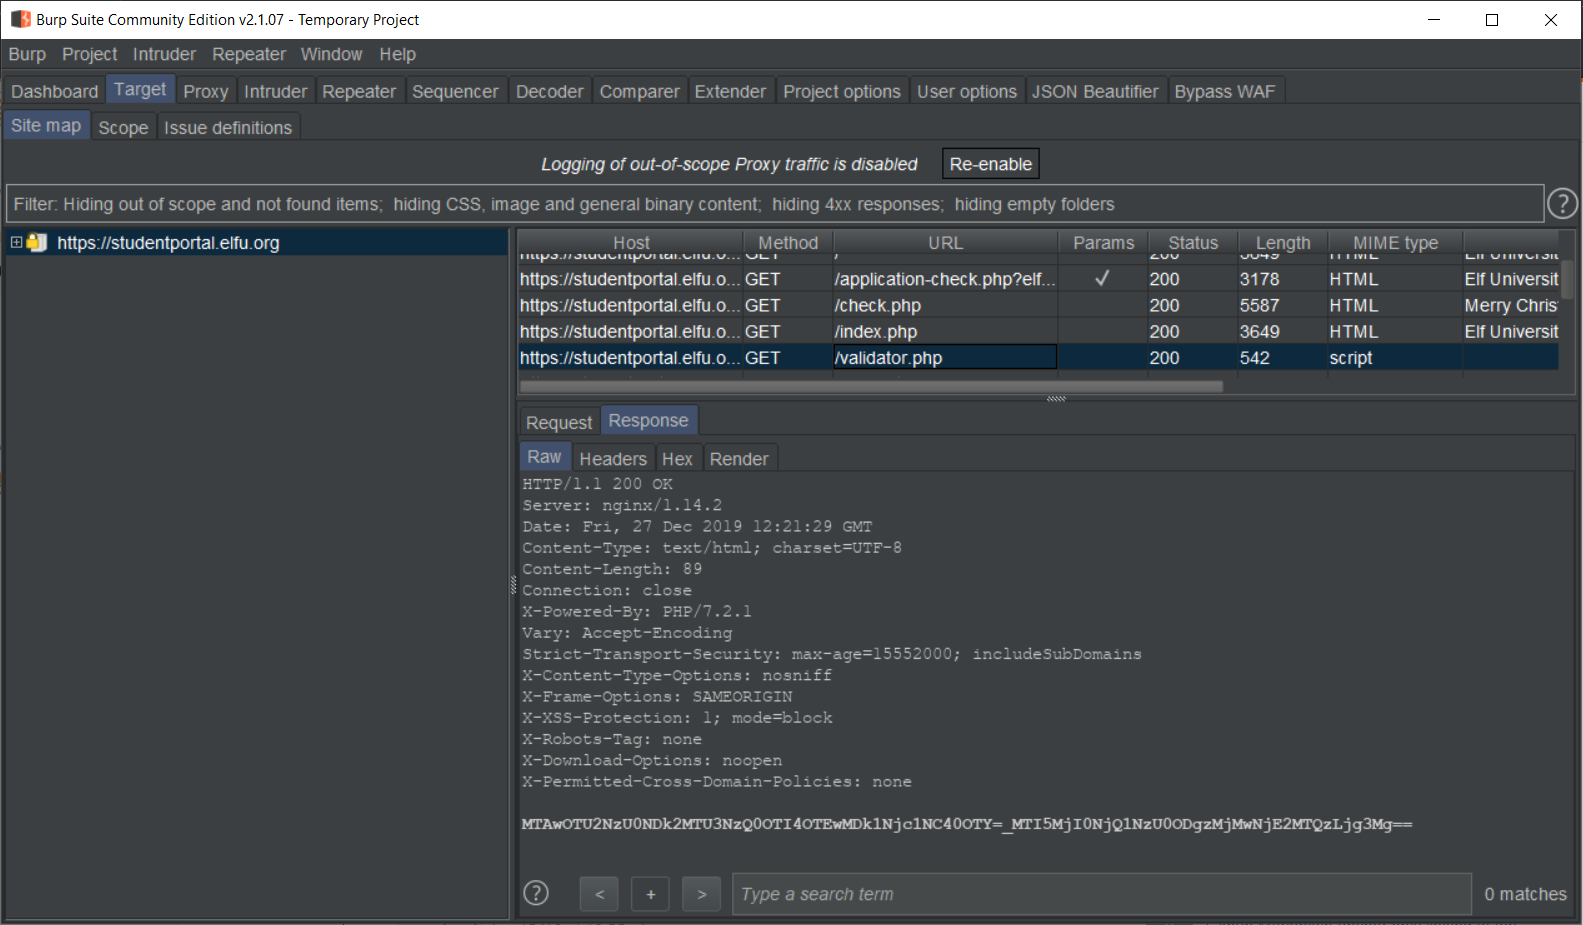 Burp Suite Community Edition v2.1.07 - Temporary Project
Burp Project Intruder Repeater Window Help
Dashboard Target Proxy Intruder Repeater Sequencer Decoder Comparer Extender Project options User options JSON Beautifier Bypass WAF
Site map Scope Issue definitions
Logging of out-of-scope Proxy traffic is disabled Re-enable
Filter: Hiding out of scope and not found items; hiding CSS, image and general binary content; hiding 4xx responses; hiding empty folders ?
https://studentportal.elfu.org
Host Method URL Params Status Length MIME type
https://studentportal.elfu.o... GET / 200 3649 HTML Elf Universit
https://studentportal.elfu.o... GET /application-check.php?elf... ✓ 200 3178 HTML Elf Universit
https://studentportal.elfu.o... GET /check.php 200 5587 HTML Merry Chris
https://studentportal.elfu.o... GET /index.php 200 3649 HTML Elf Universit
https://studentportal.elfu.o... GET /validator.php 200 542 script
Request Response
Raw Headers Hex Render
HTTP/1.1 200 OK
Server: nginx/1.14.2
Date: Fri, 27 Dec 2019 12:21:29 GMT
Content-Type: text/html; charset=UTF-8
Content-Length: 89
Connection: close
X-Powered-By: PHP/7.2.1
Vary: Accept-Encoding
Strict-Transport-Security: max-age=15552000; includeSubDomains
X-Content-Type-Options: nosniff
X-Frame-Options: SAMEORIGIN
X-XSS-Protection: 1; mode=block
X-Robots-Tag: none
X-Download-Options: noopen
X-Permitted-Cross-Domain-Policies: none
MTAwOTU2NzU0NDk2MTU3NzQ0OTI4OTEwMDk1Njc1NC40OTY=_MTI5MjI0NjQ1NzU0ODgzMjMwNjE2MTQzLjg3Mg==
? < + > Type a search term 0 matches